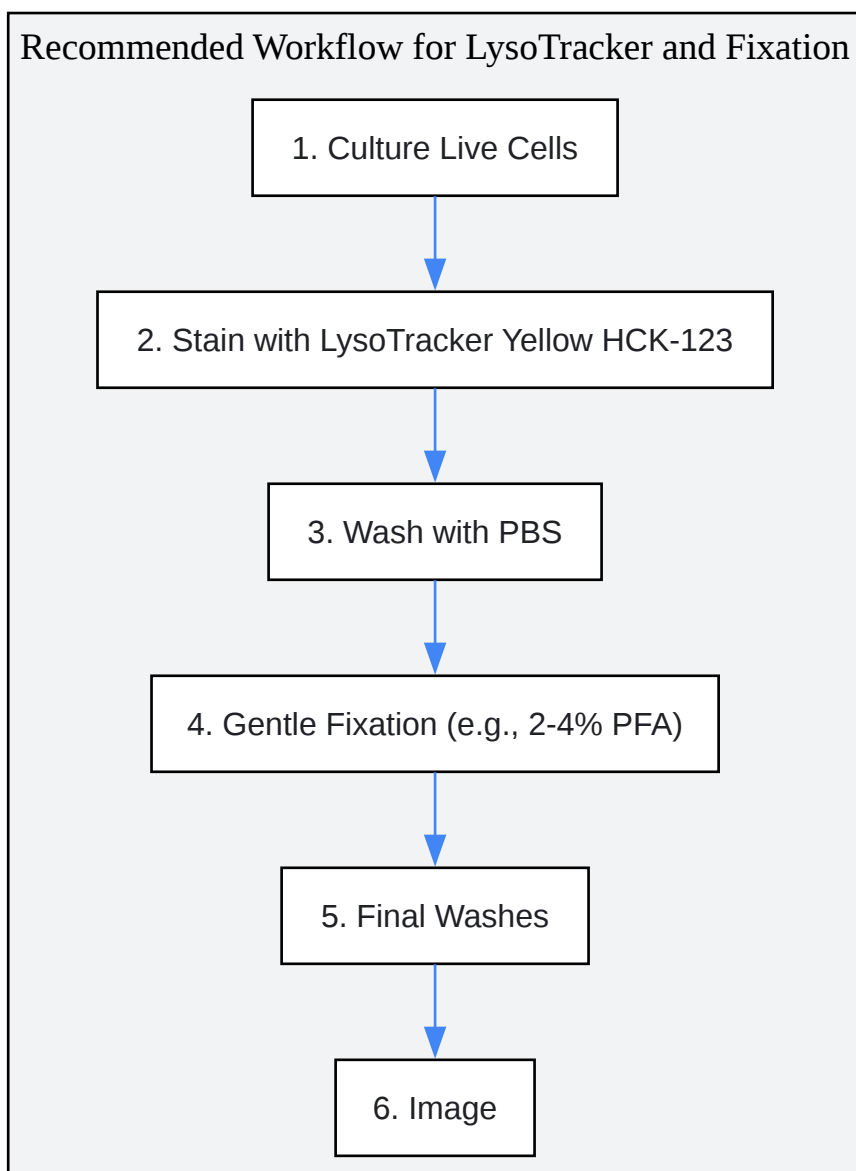 Recommended Workflow for LysoTracker and Fixation
1. Culture Live Cells
2. Stain with LysoTracker Yellow HCK-123
3. Wash with PBS
4. Gentle Fixation (e.g., 2-4% PFA)
5. Final Washes
6. Image